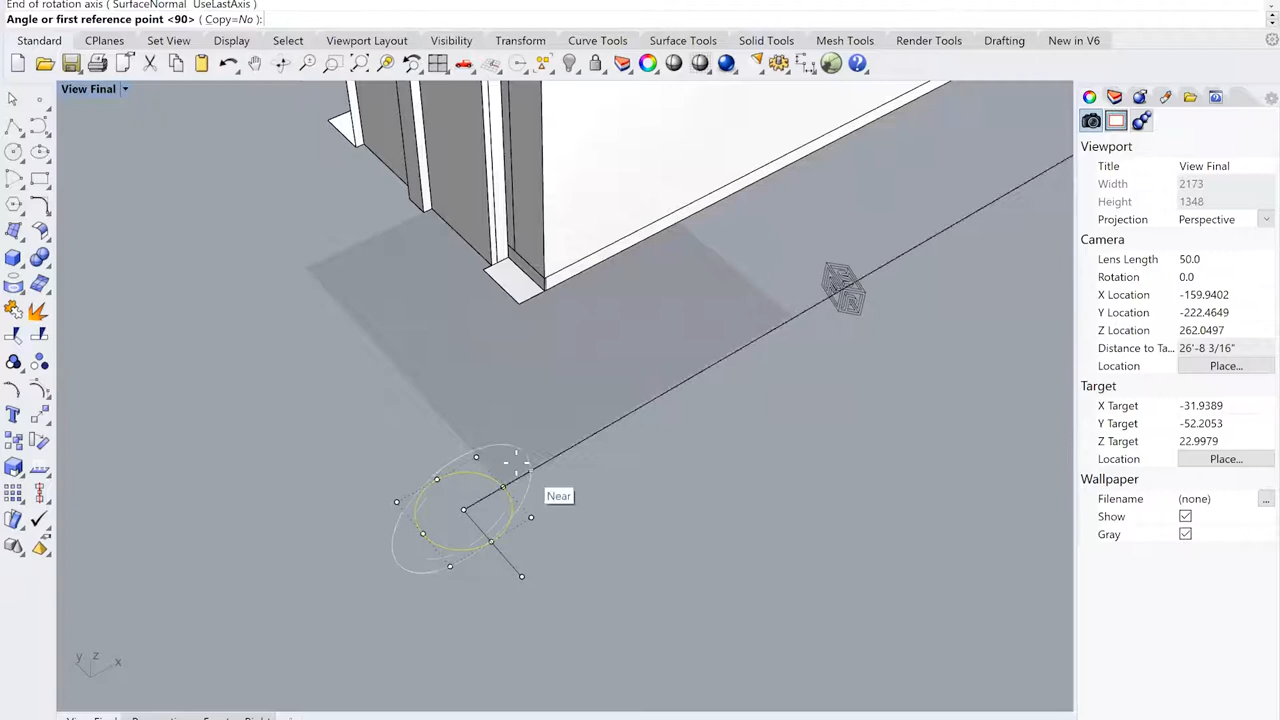 End of rotation axis ( SurfaceNormal UseLastAxis )
Angle or first reference point <90> ( Copy=No ):
Standard CPlanes Set View Display Select Viewport Layout Visibility Transform Curve Tools Surface Tools Solid Tools Mesh Tools Render Tools Drafting New in V6
View Final
Viewport
Title View Final
Width 2173
Height 1348
Projection Perspective
Camera
Lens Length 50.0
Rotation 0.0
X Location -159.9402
Y Location -222.4649
Z Location 262.0497
Distance to Ta... 26'-8 3/16"
Location Place...
Target
X Target -31.9389
Y Target -52.2053
Z Target 22.9979
Location Place...
Wallpaper
Filename (none) ...
Show
Gray
Near
y z x